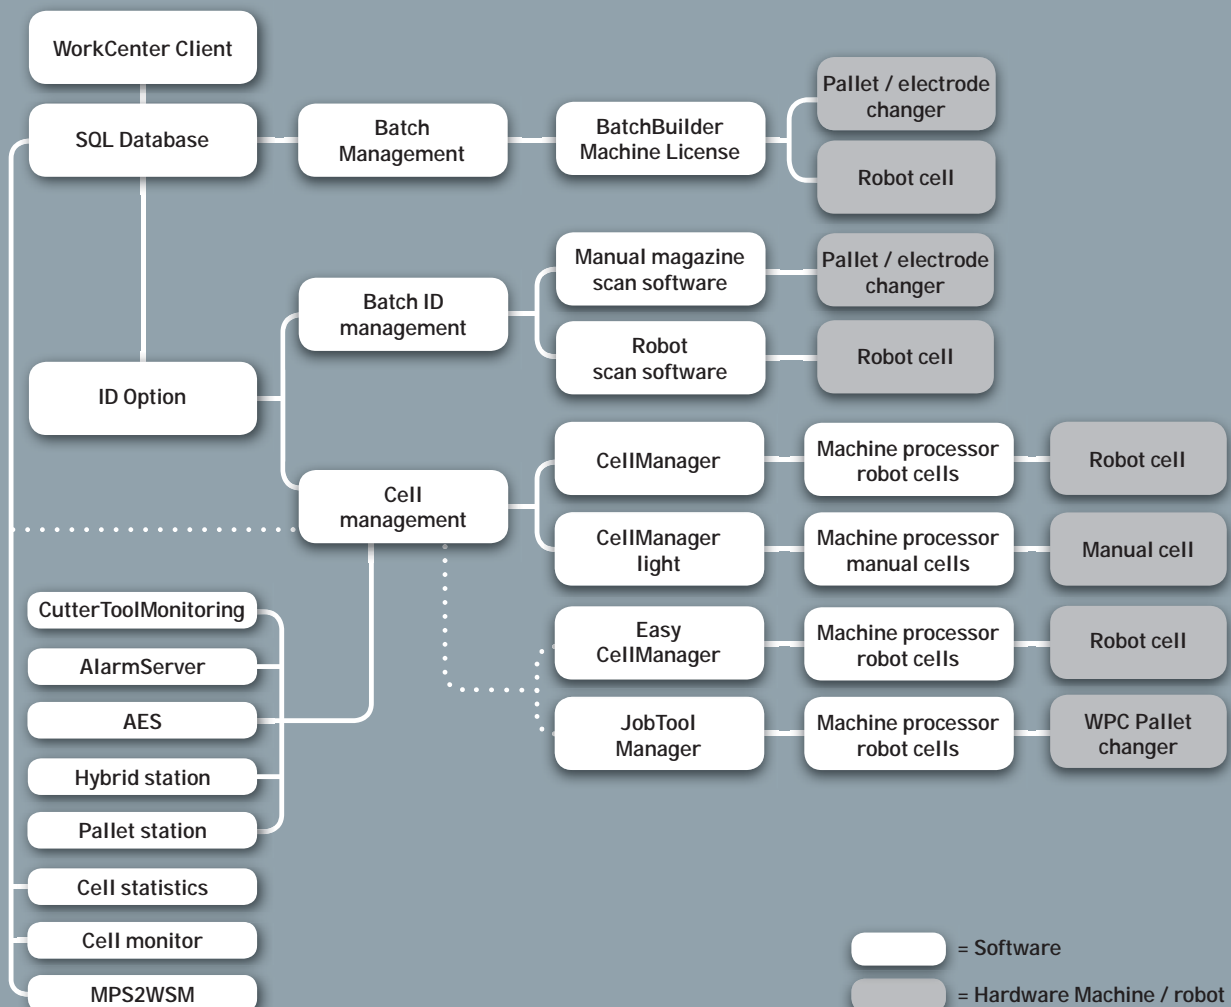 WorkCenter Client
SQL Database
Batch
Management
BatchBuilder
Machine License
Pallet / electrode
changer
Robot cell
Manual magazine
scan software
Pallet / electrode
changer
Batch ID
management
Robot
scan software
Robot cell
ID Option
CellManager
Machine processor
robot cells
Robot cell
Cell
management
CellManager
light
Machine processor
manual cells
Manual cell
CutterToolMonitoring
AlarmServer
AES
Hybrid station
Pallet station
Cell statistics
Cell monitor
MPS2WSM
Easy
CellManager
Machine processor
robot cells
Robot cell
JobTool
Manager
Machine processor
robot cells
WPC Pallet
changer
= Software
= Hardware Machine / robot